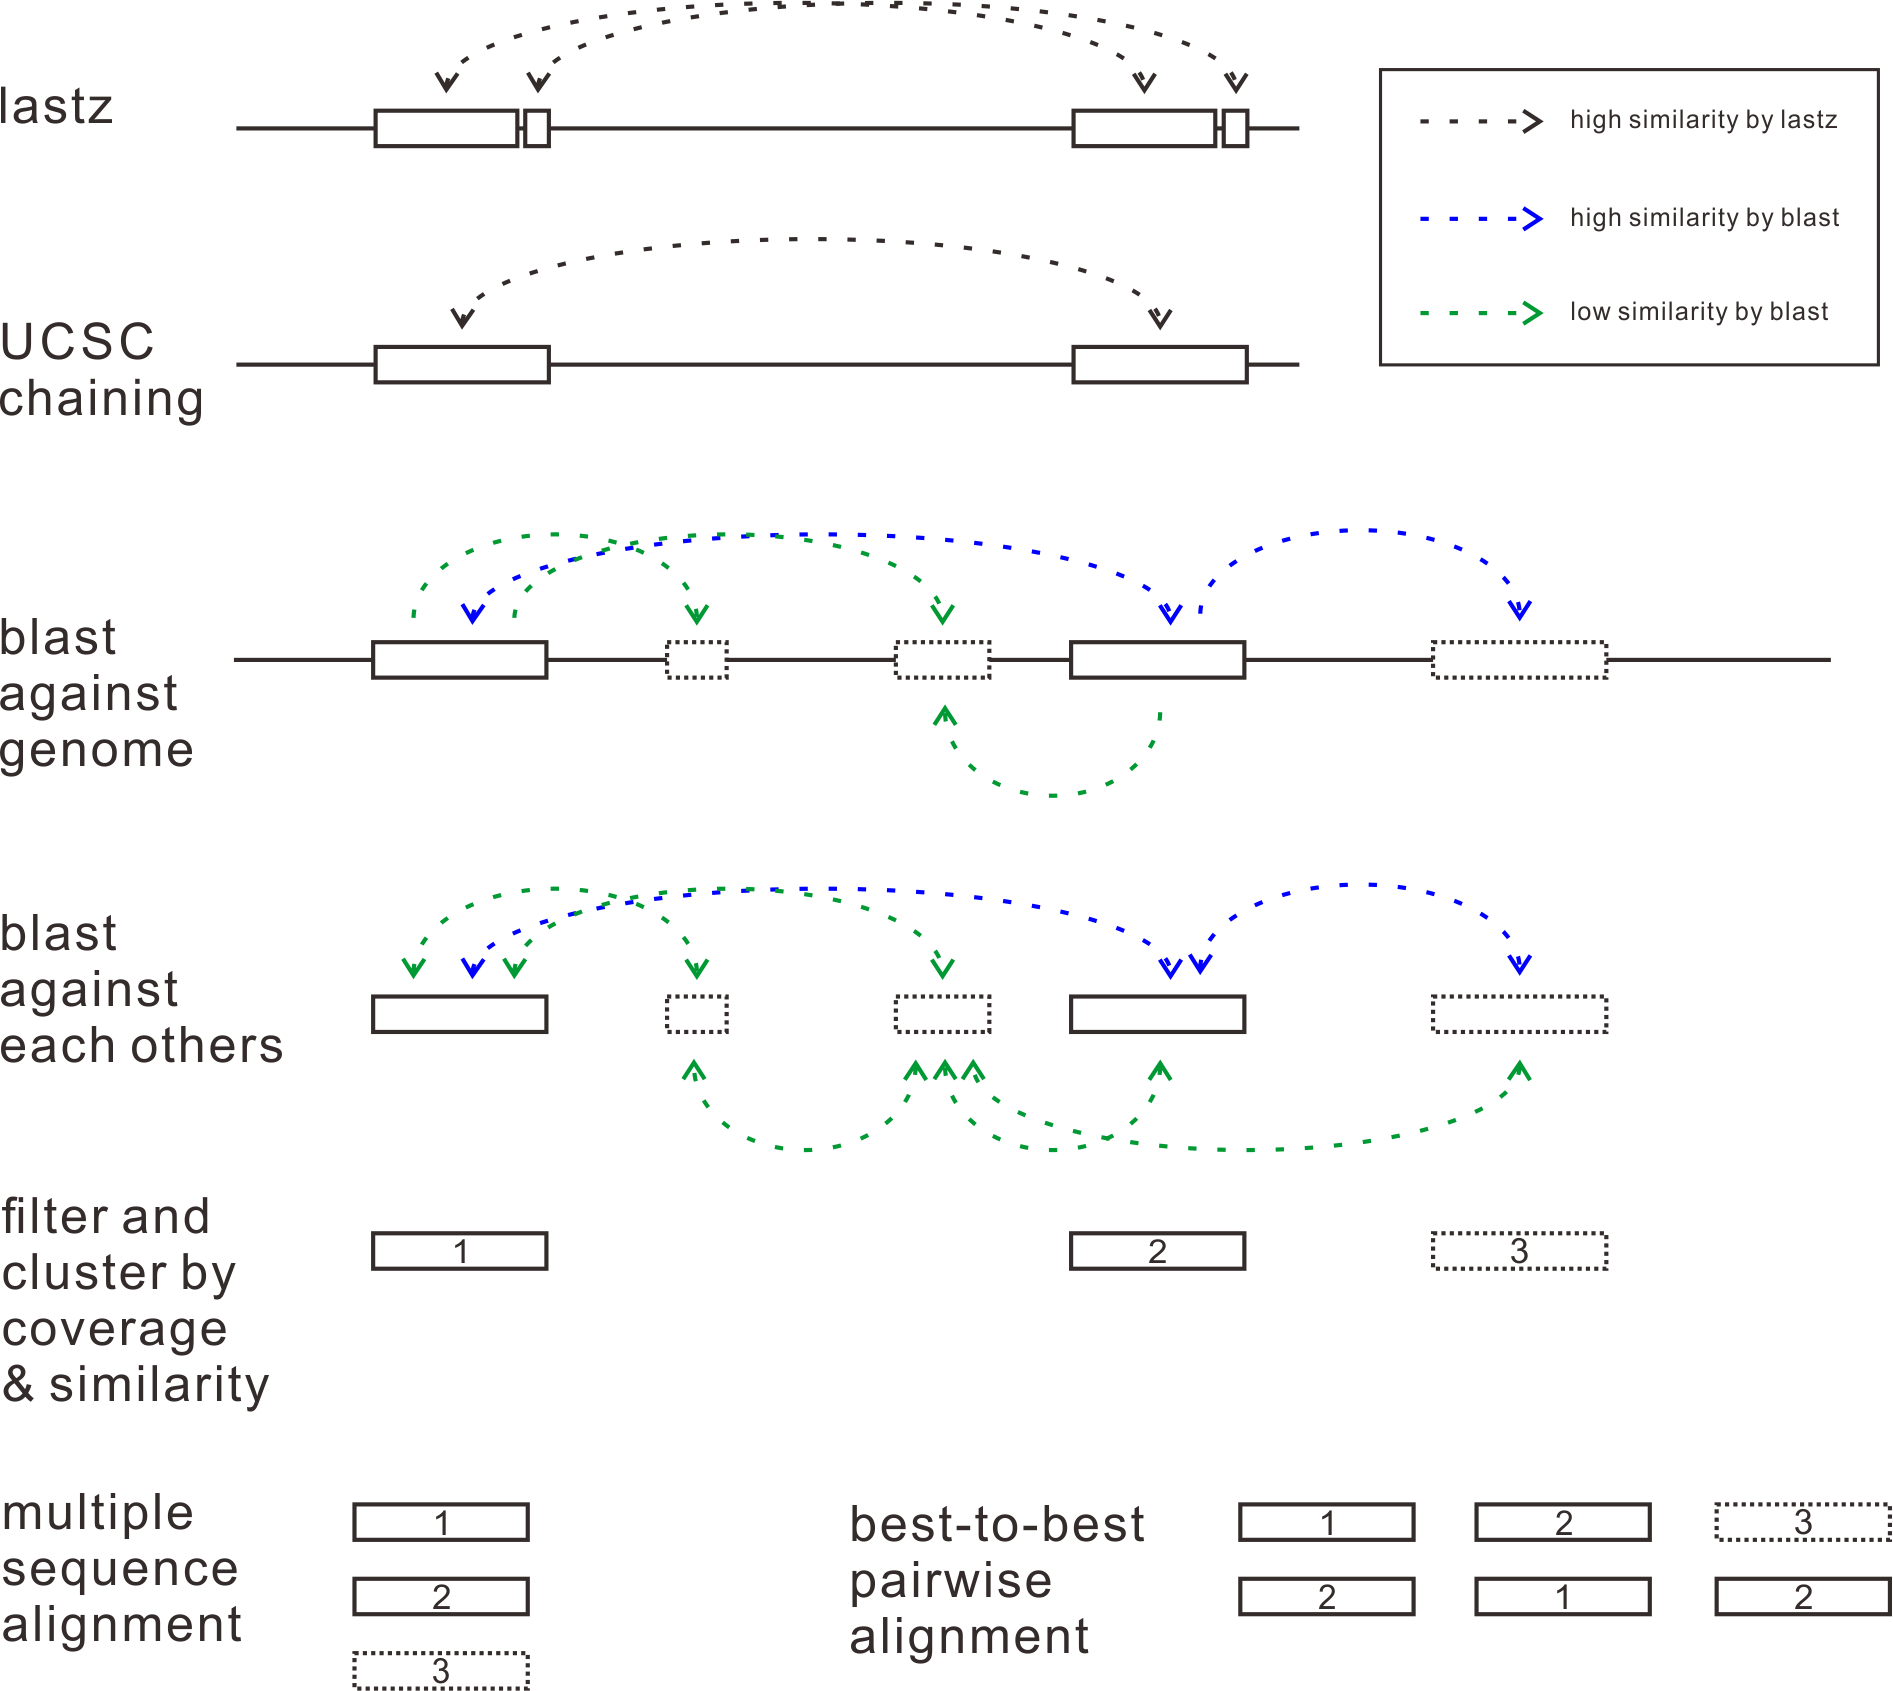 lastz
high similarity by lastz
high similarity by blast
low similarity by blast
UCSC
chaining
blast
against
genome
blast
against
each others
filter and
cluster by
coverage
& similarity
1
2
3
multiple
sequence
alignment
1
2
3
best-to-best
pairwise
alignment
1
2
3
2
1
2